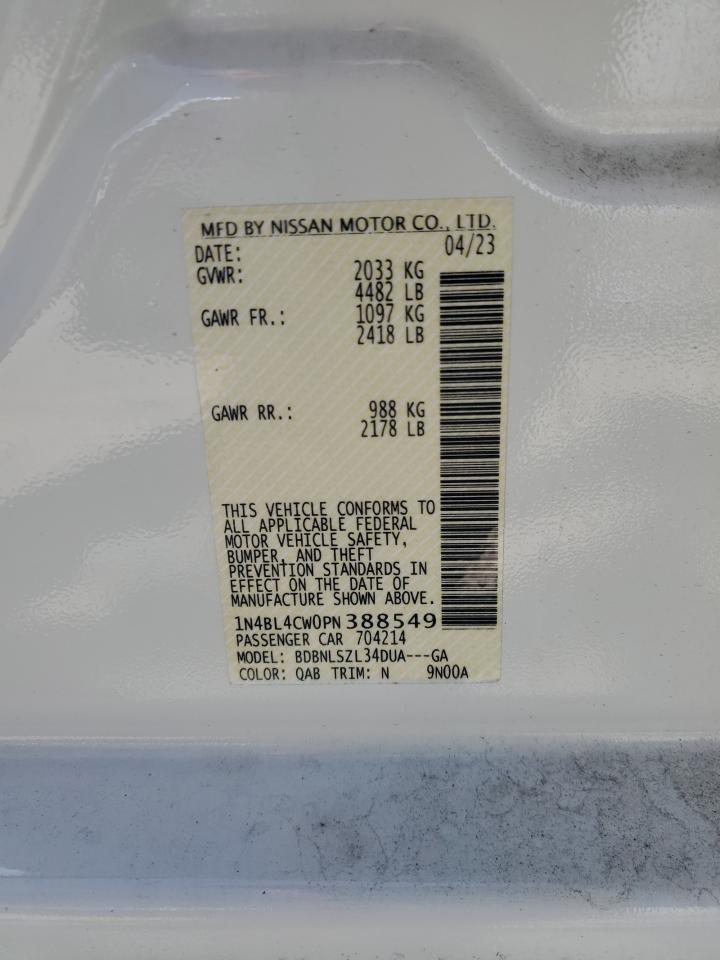 MFD BY NISSAN MOTOR CO., LTD.
DATE: 04/23
GVWR: 2033 KG
4482 LB
GAWR FR.: 1097 KG
2418 LB
GAWR RR.: 988 KG
2178 LB
THIS VEHICLE CONFORMS TO
ALL APPLICABLE FEDERAL
MOTOR VEHICLE SAFETY,
BUMPER, AND THEFT
PREVENTION STANDARDS IN
EFFECT ON THE DATE OF
MANUFACTURE SHOWN ABOVE.
1N4BL4CW0PN388549
PASSENGER CAR 704214
MODEL: BDBNLSZL34DUA---GA
COLOR: QAB TRIM: N 9N00A